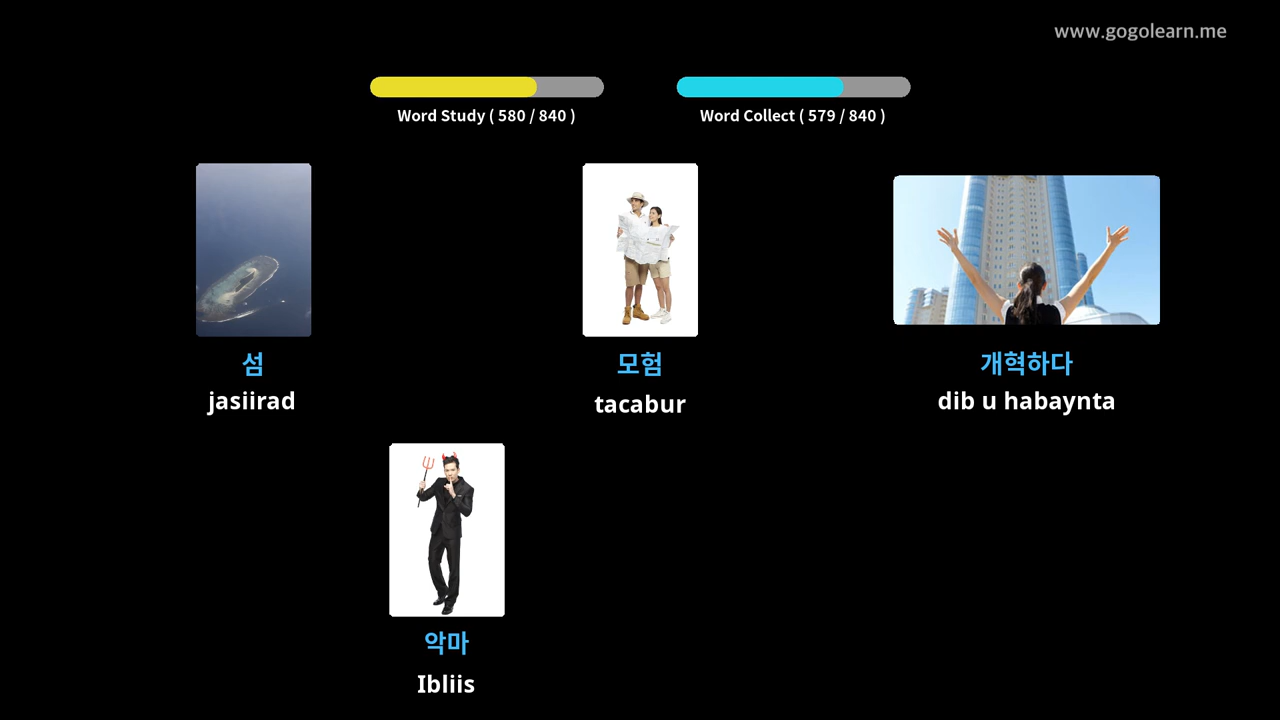 www.gogolearn.me
Word Study ( 580 / 840 )
Word Collect ( 579 / 840 )
섬
jasiirad
모험
tacabur
개혁하다
dib u habaynta
악마
Ibliis